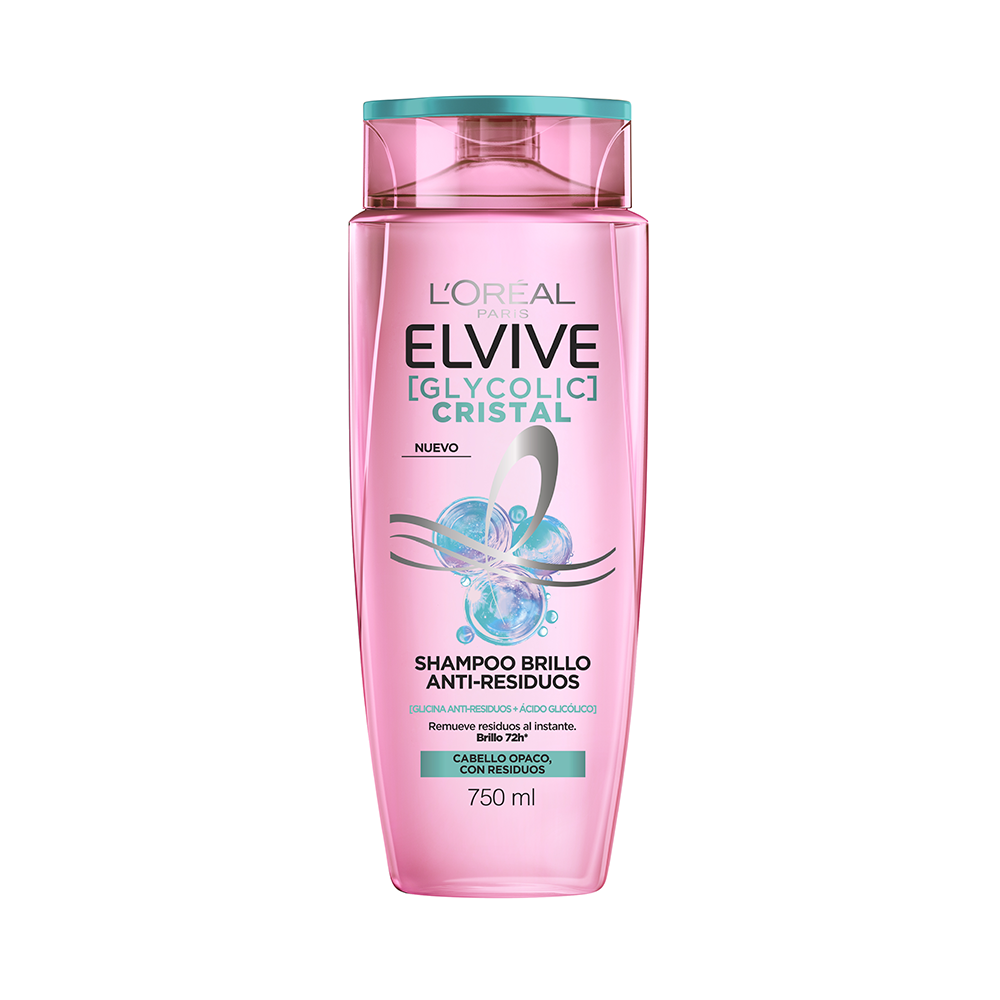 L'ORÉAL
PARIS
ELVIVE
[GLYCOLIC]
CRISTAL
NUEVO
SHAMPOO BRILLO
ANTI-RESIDUOS
[GLICINA ANTI-RESIDUOS + ÁCIDO GLICÓLICO]
Remueve residuos al instante.
Brillo 72h*
CABELLO OPACO,
CON RESIDUOS
750 ml